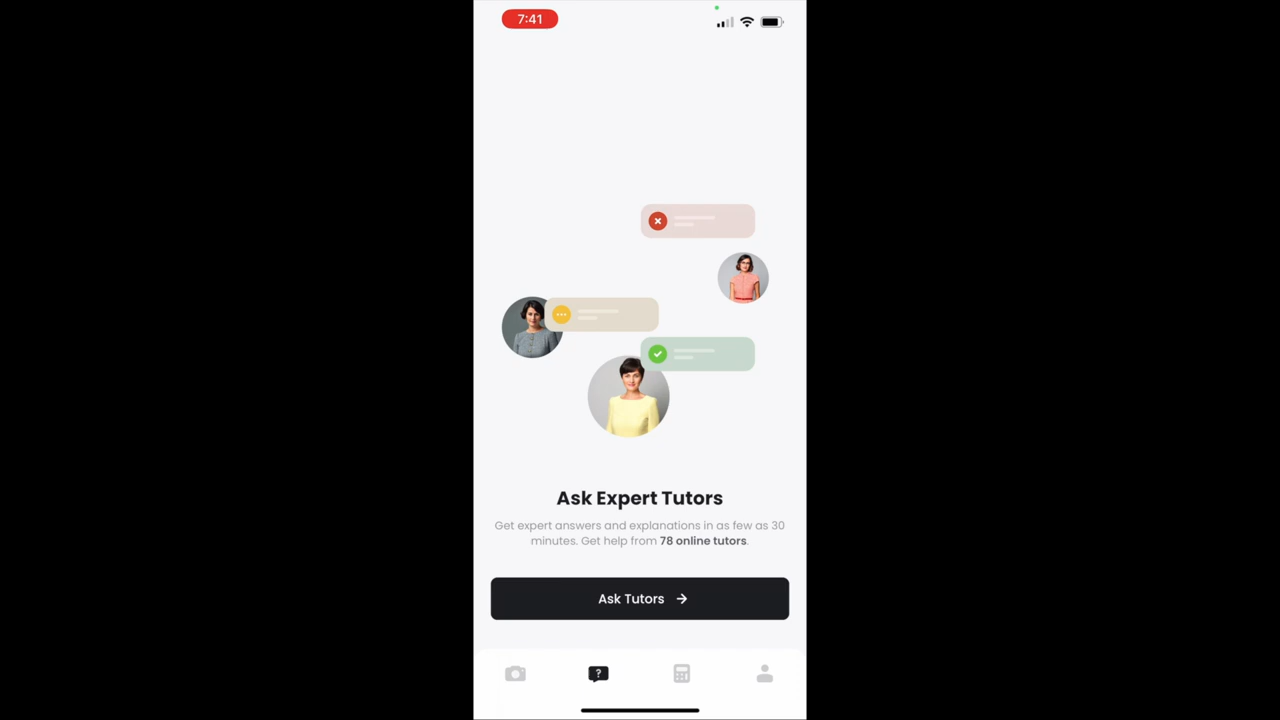 7:41
Ask Expert Tutors
Get expert answers and explanations in as few as 30
minutes. Get help from 78 online tutors.
Ask Tutors
?